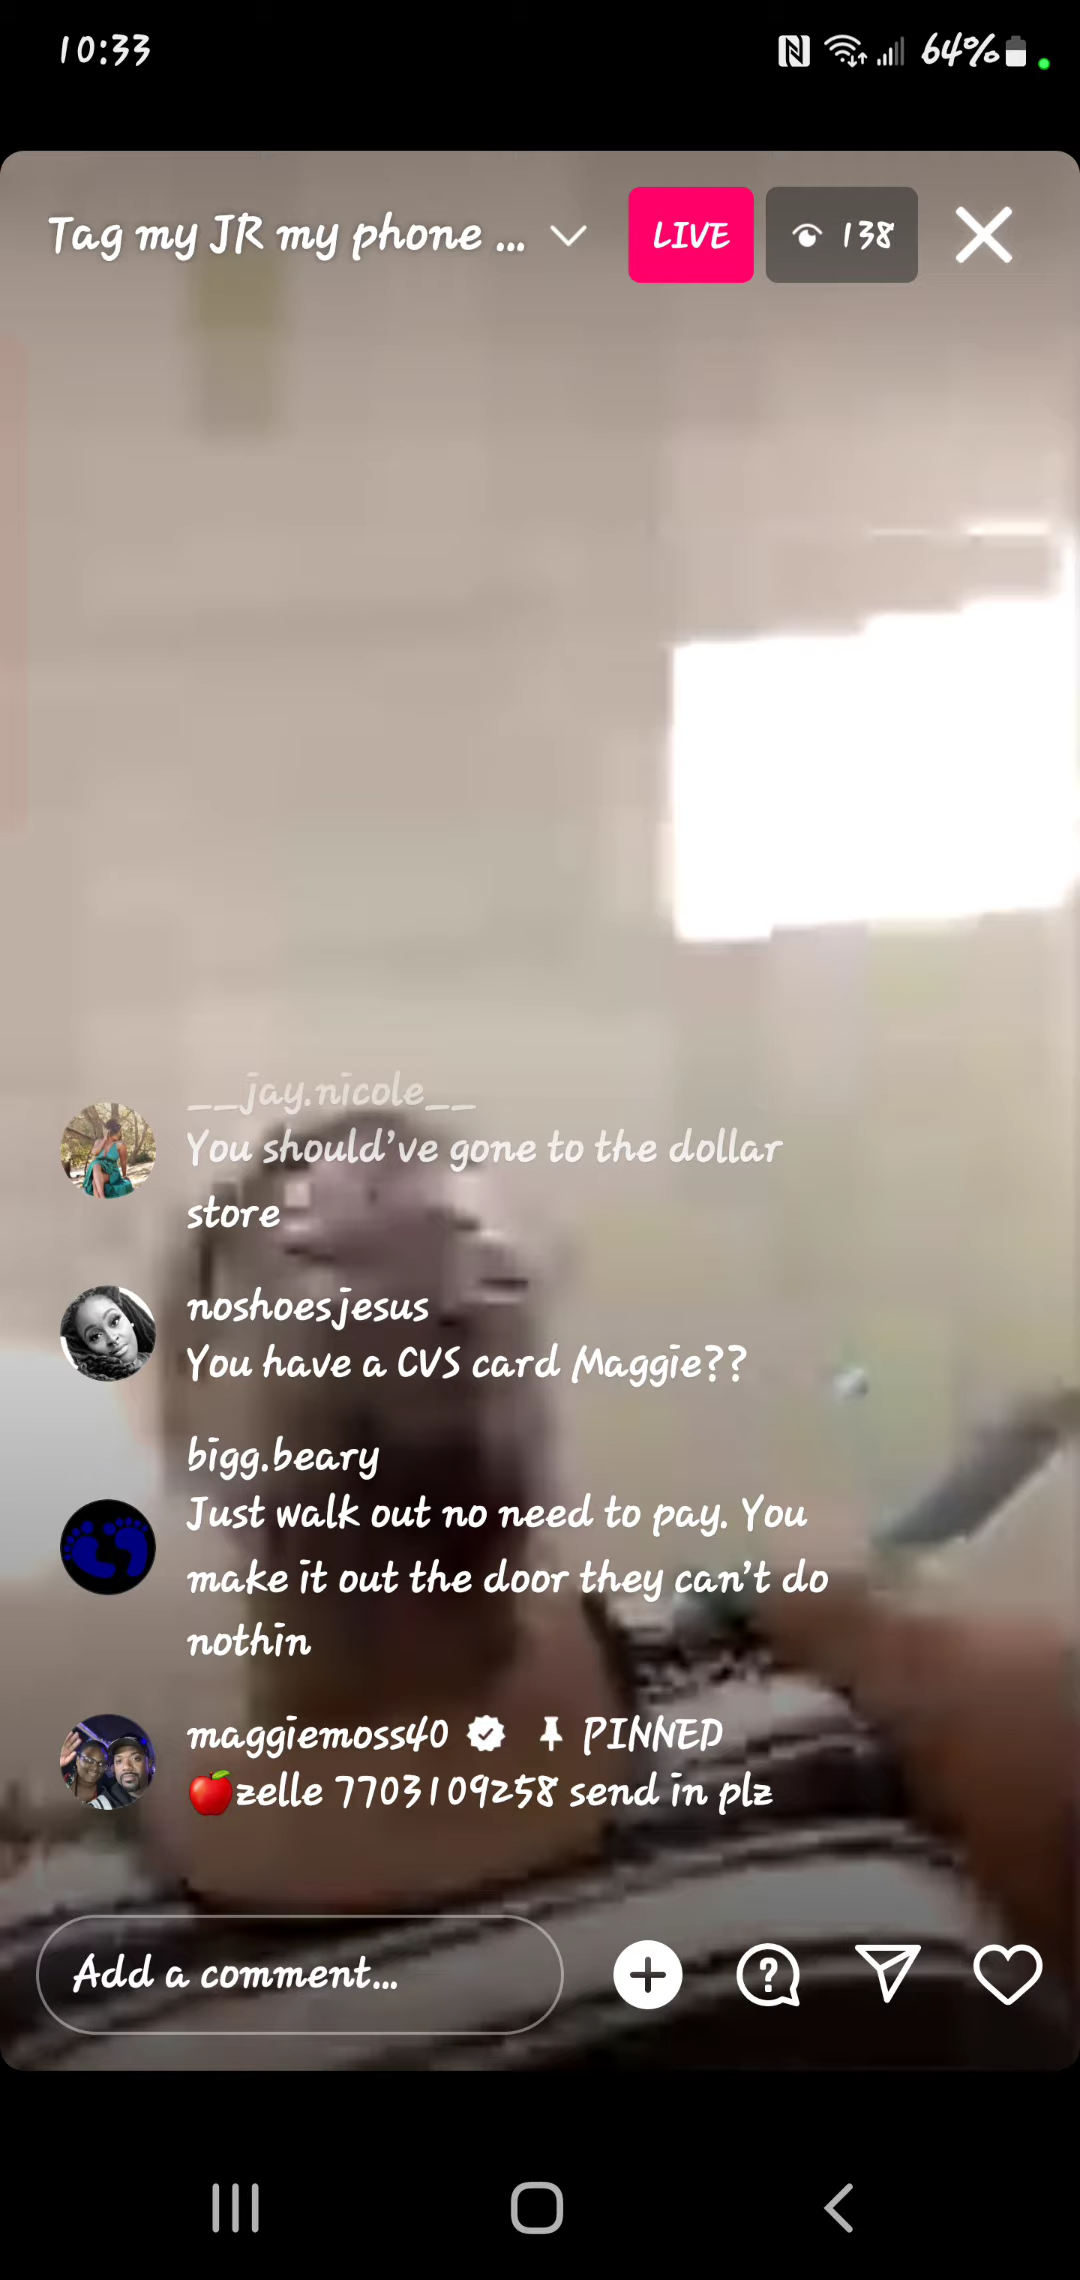 10:33
64%
Tag my JR my phone ...
LIVE
138
__jay.nicole__
You should've gone to the dollar
store
noshoesjesus
You have a CVS card Maggie??
bigg.beary
Just walk out no need to pay. You
make it out the door they can't do
nothin
maggiemoss40 PINNED
🍎zelle 7703109258 send in plz
Add a comment...